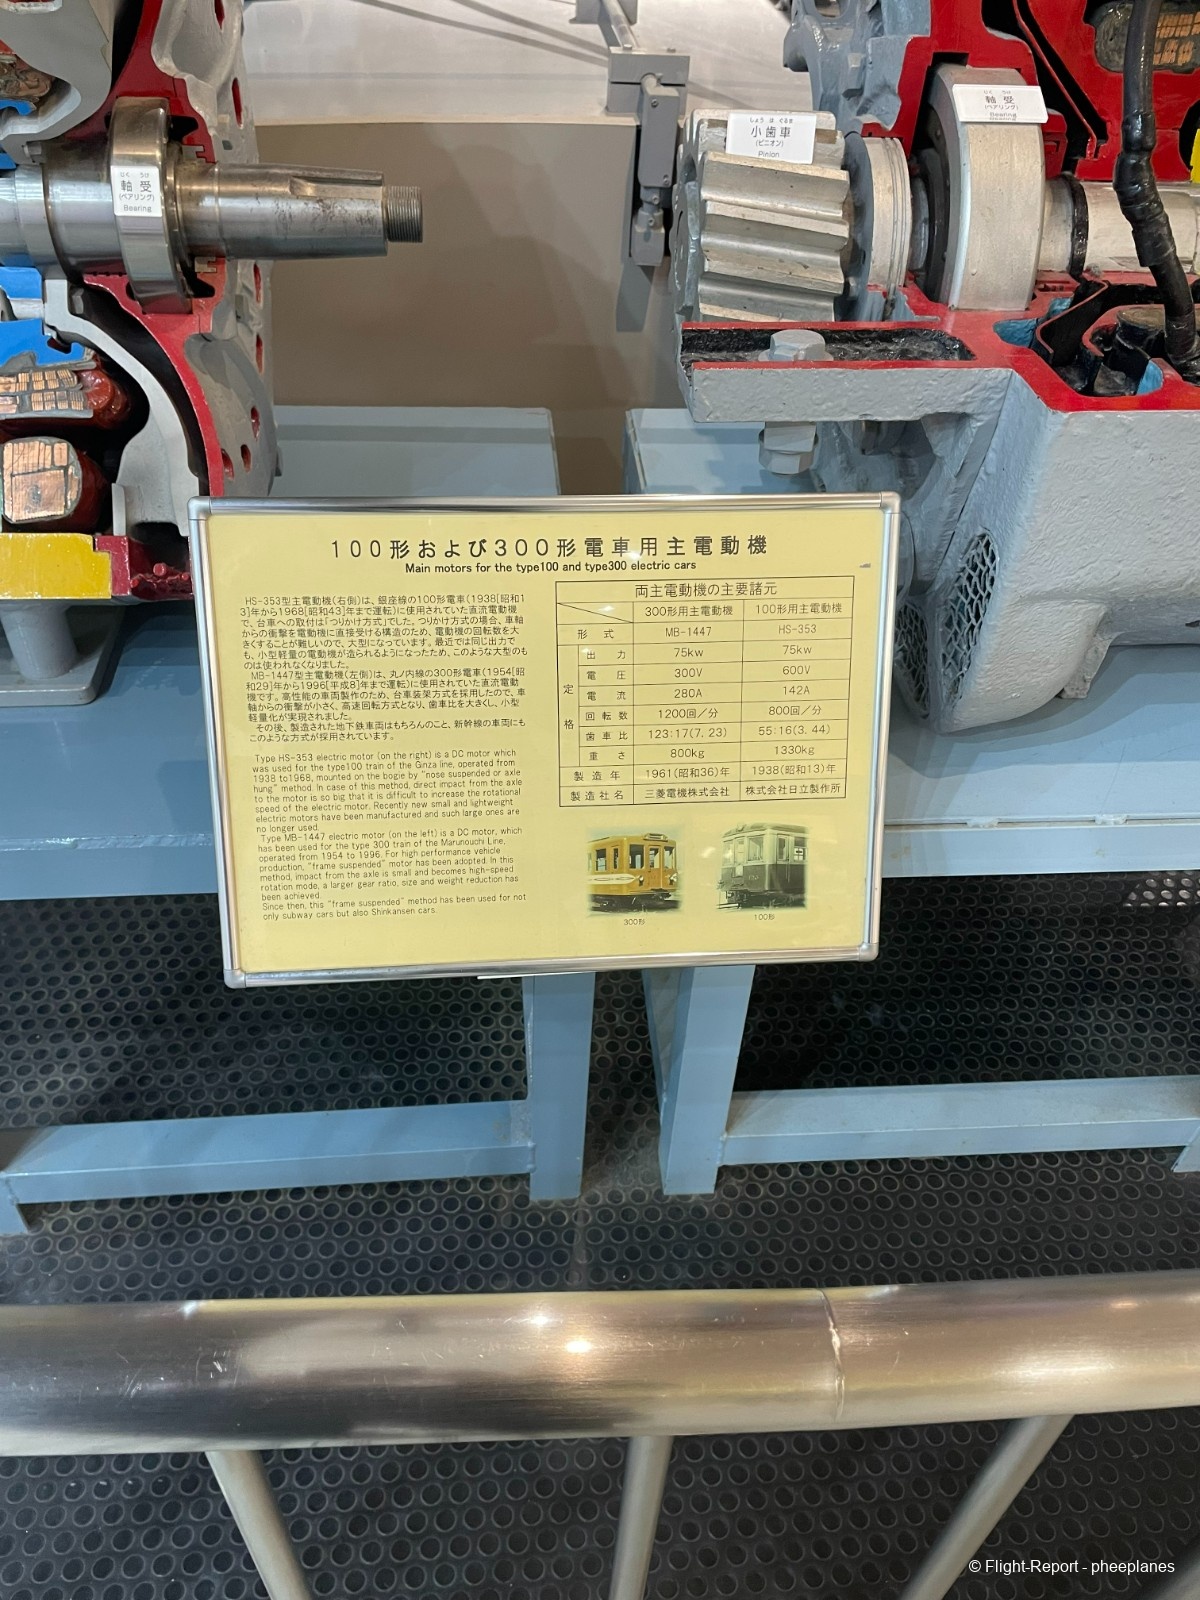 じく うけ
軸 受
(ベアリング)
Bearing
しょう は ぐるま
小 歯 車
(ピニオン)
Pinion
じく うけ
軸 受
(ベアリング)
Bearing
100形および300形電車用主電動機
Main motors for the type100 and type300 electric cars
HS-353型主電動機(右側)は、銀座線の100形電車(1938[昭和1
3]年から1968[昭和43]年まで運転)に使用されていた直流電動機
で、台車への取付は「つりかけ方式」でした。つりかけ方式の場合、車軸
からの衝撃を電動機に直接受ける構造のため、電動機の回転数を大
きくすることが難しいので、大型になっています。最近では同じ出力で
も、小型軽量の電動機が造られるようになったため、このような大型のも
のは使われなくなりました。
MB-1447型主電動機(左側)は、丸ノ内線の300形電車(1954[昭
和29]年から1996[平成8]年まで運転)に使用されていた直流電動
機です。高性能の車両製作のため、台車装架方式を採用したので、車
軸からの衝撃が小さく、高速回転方式となり、歯車比を大きくし、小型
軽量化が実現されました。
その後、製造された地下鉄車両はもちろんのこと、新幹線の車両にも
このような方式が採用されています。
Type HS-353 electric motor (on the right) is a DC motor which
was used for the type100 train of the Ginza line, operated from
1938 to1968, mounted on the bogie by "nose suspended or axle
hung" method. In case of this method, direct impact from the axle
to the motor is so big that it is difficult to increase the rotational
speed of the electric motor. Recently new small and lightweight
electric motors have been manufactured and such large ones are
no longer used.
Type MB-1447 electric motor (on the left) is a DC motor, which
has been used for the type 300 train of the Marunouchi Line,
operated from 1954 to 1996. For high performance vehicle
production, "frame suspended" motor has been adopted. In this
method, impact from the axle is small and becomes high-speed
rotation mode, a larger gear ratio, size and weight reduction has
been achieved.
Since then, this "frame suspended" method has been used for not
only subway cars but also Shinkansen cars.
両主電動機の主要諸元
300形用主電動機 100形用主電動機
形 式 MB-1447 HS-353
定格
出 力 75kw 75kw
電 圧 300V 600V
電 流 280A 142A
回 転 数 1200回/分 800回/分
歯 車 比 123:17(7.23) 55:16(3.44)
重 さ 800kg 1330kg
製 造 年 1961(昭和36)年 1938(昭和13)年
製 造 社 名 三菱電機株式会社 株式会社日立製作所
300形
100形
© Flight-Report - pheeplanes